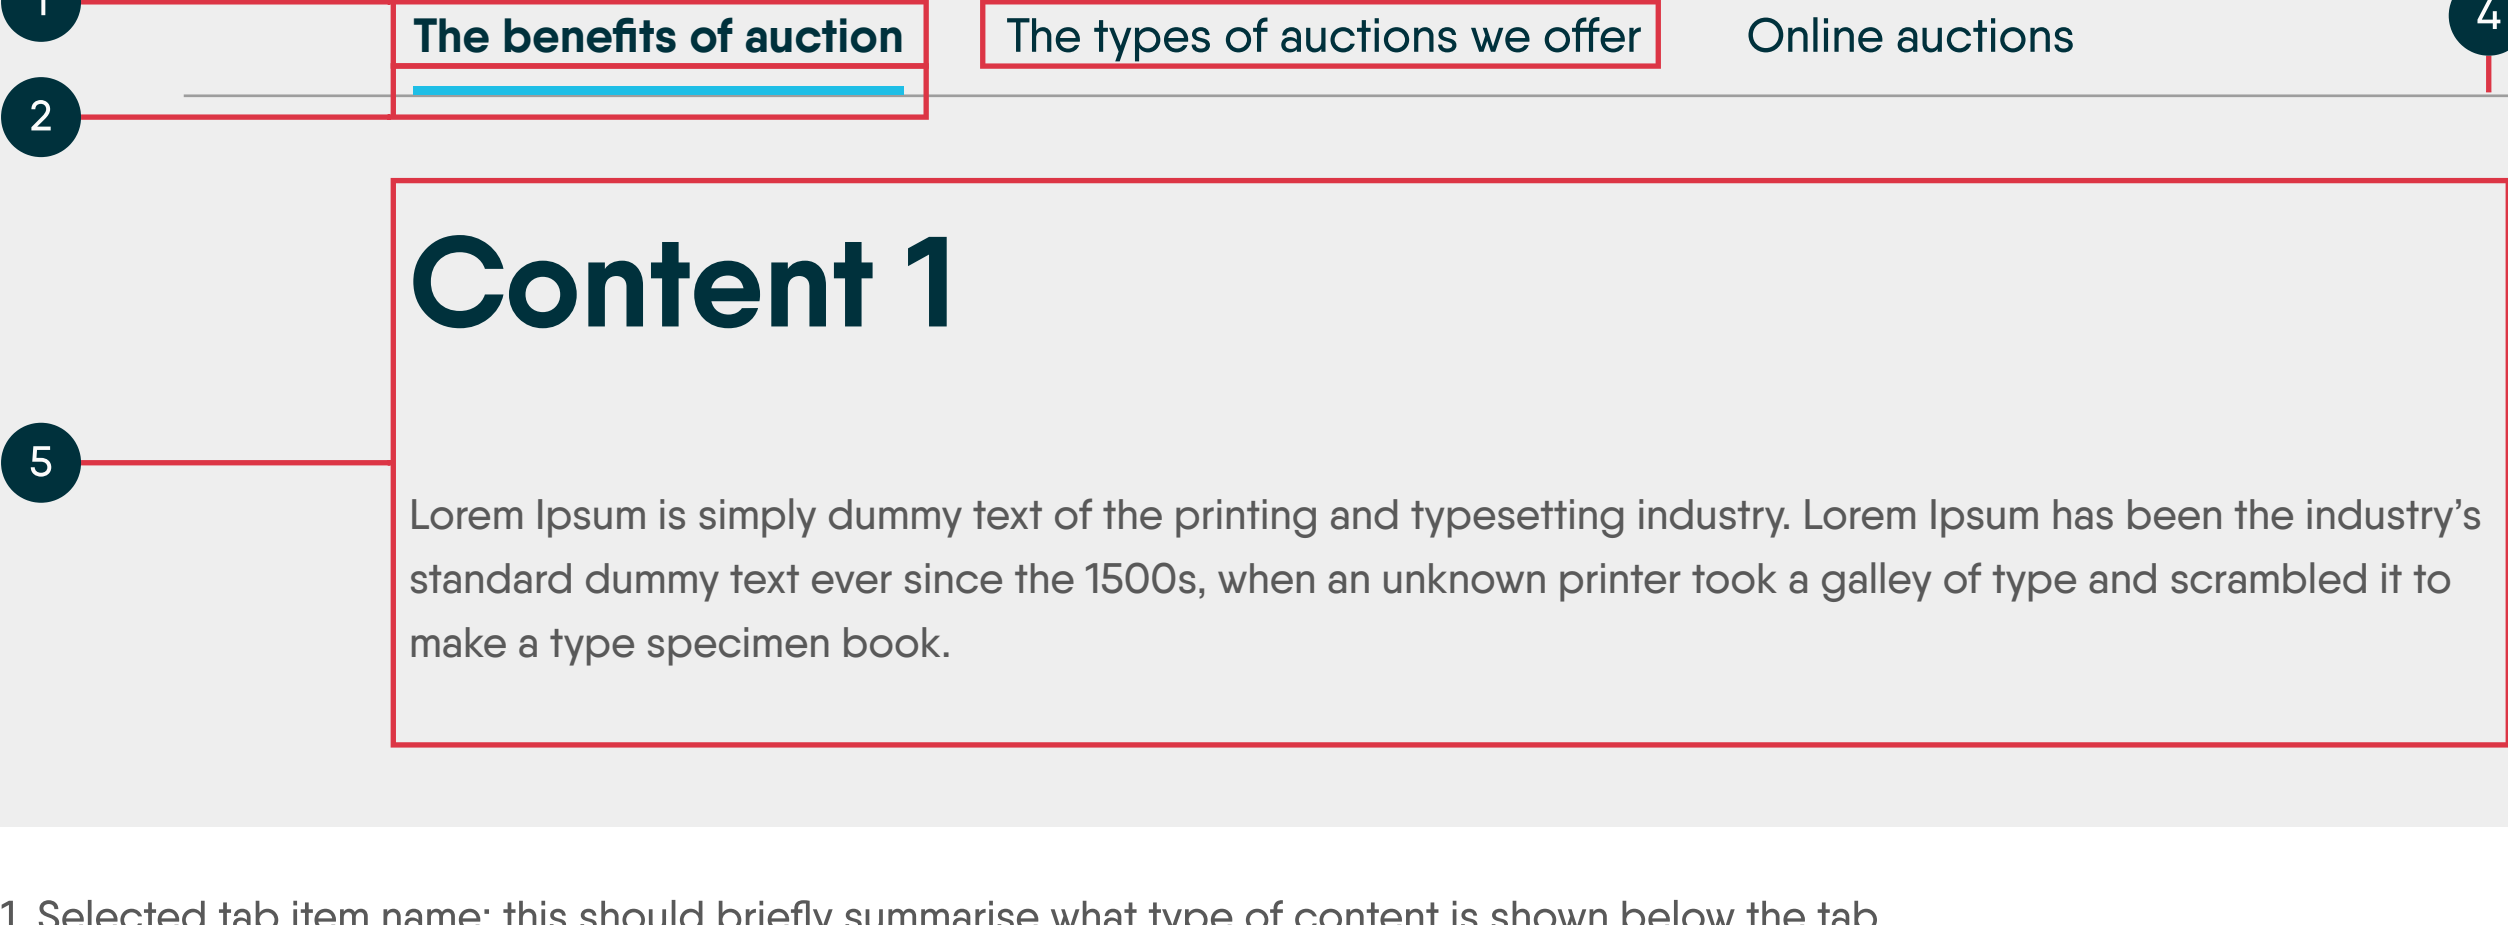 1
The benefits of auction
The types of auctions we offer
Online auctions
4
2
Content 1
5
Lorem Ipsum is simply dummy text of the printing and typesetting industry. Lorem Ipsum has been the industry’s
standard dummy text ever since the 1500s, when an unknown printer took a galley of type and scrambled it to
make a type specimen book.
1. Selected tab item name: this should briefly summarise what type of content is shown below the tab